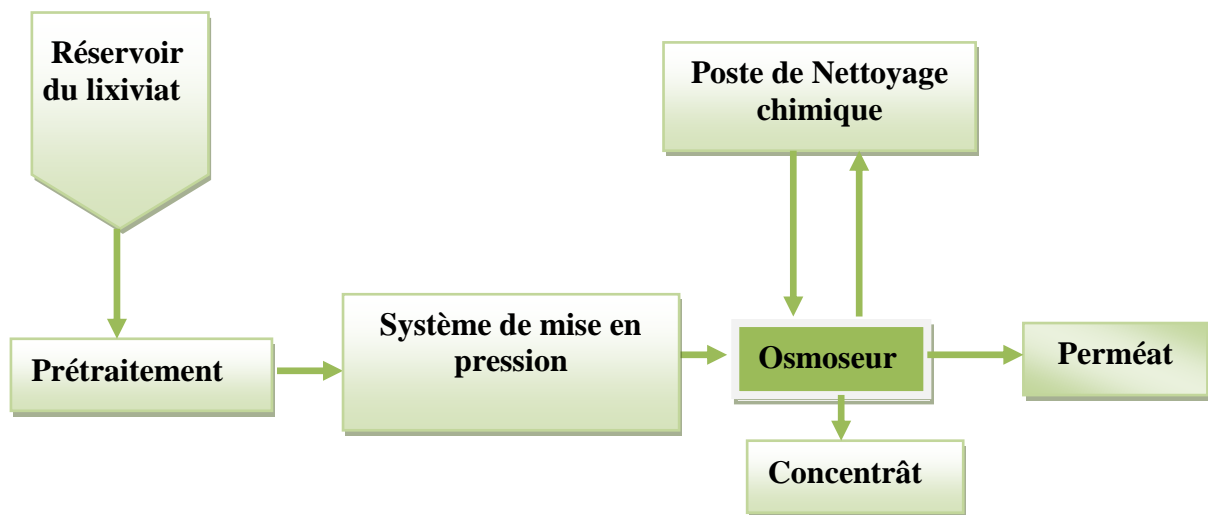 Réservoir
du lixiviat
Poste de Nettoyage
chimique
Prétraitement
Système de mise en
pression
Osmoseur
Perméat
Concentrât